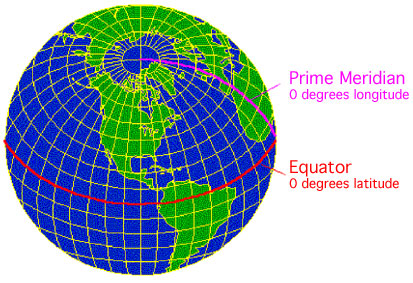 Prime Meridian
0 degrees longitude
Equator
0 degrees latitude